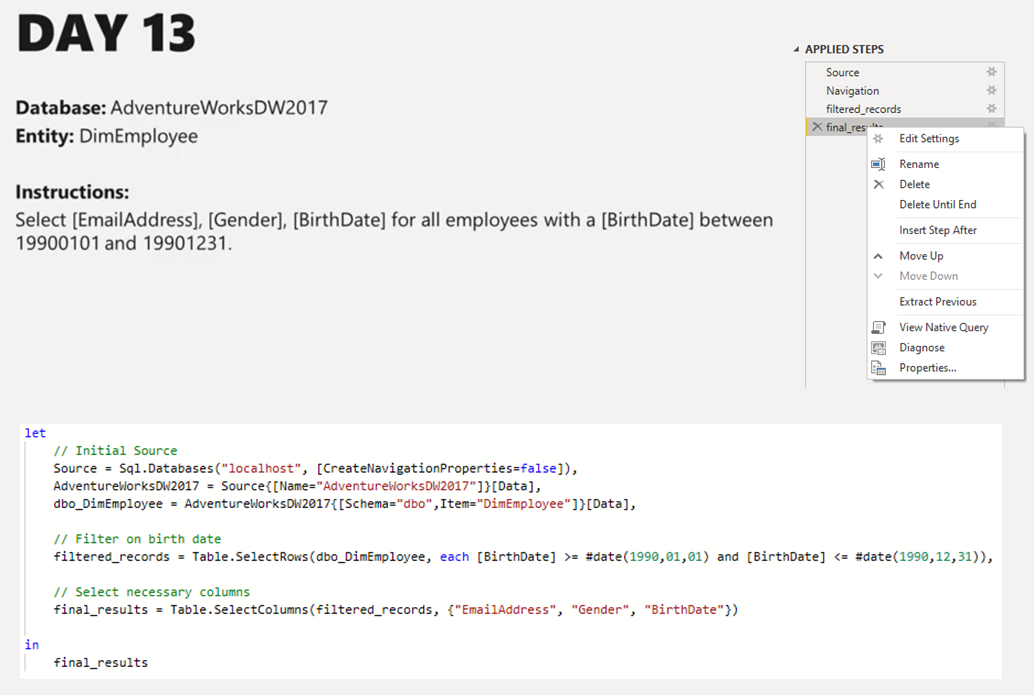 DAY 13
Database: AdventureWorksDW2017
Entity: DimEmployee
Instructions:
Select [EmailAddress], [Gender], [BirthDate] for all employees with a [BirthDate] between
19900101 and 19901231.
APPLIED STEPS
Source
Navigation
filtered_records
final_results
Edit Settings
Rename
Delete
Delete Until End
Insert Step After
Move Up
Move Down
Extract Previous
View Native Query
Diagnose
Properties...
let
// Initial Source
Source = Sql.Databases("localhost", [CreateNavigationProperties=false]),
AdventureWorksDW2017 = Source{[Name="AdventureWorksDW2017"]}[Data],
dbo_DimEmployee = AdventureWorksDW2017{[Schema="dbo",Item="DimEmployee"]}[Data],
// Filter on birth date
filtered_records = Table.SelectRows(dbo_DimEmployee, each [BirthDate] >= #date(1990,01,01) and [BirthDate] <= #date(1990,12,31)),
// Select necessary columns
final_results = Table.SelectColumns(filtered_records, {"EmailAddress", "Gender", "BirthDate"})
in
final_results